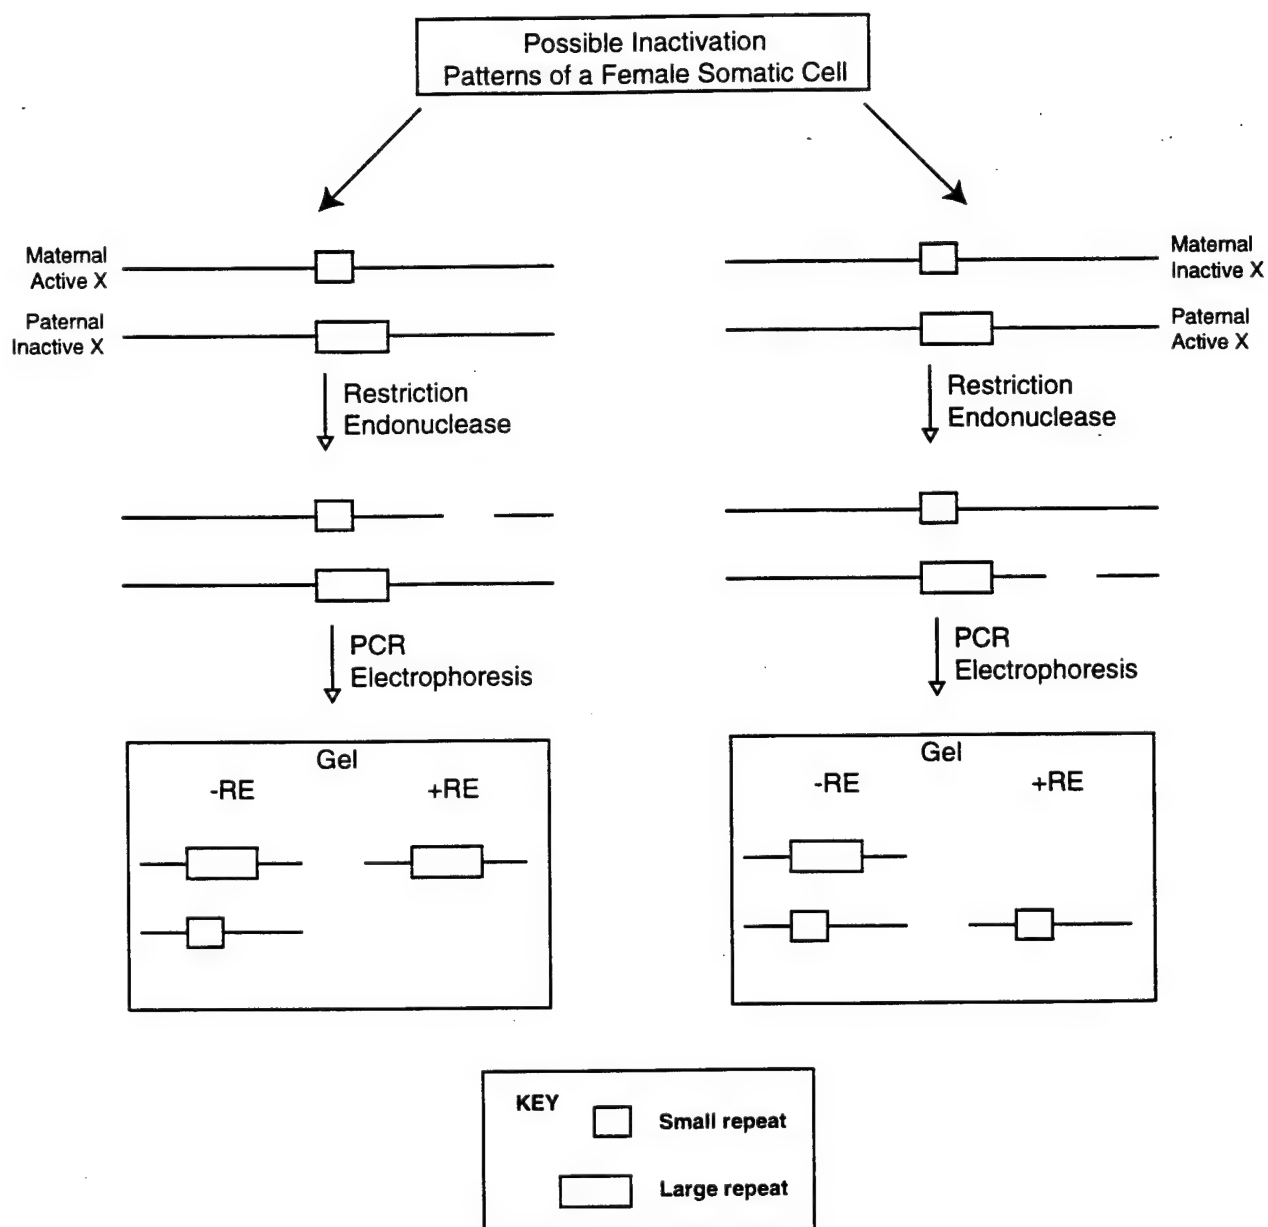 Possible Inactivation
Patterns of a Female Somatic Cell
Maternal
Active X
Paternal
Inactive X
Restriction
Endonuclease
PCR
Electrophoresis
Gel
-RE +RE
Maternal
Inactive X
Paternal
Active X
Restriction
Endonuclease
PCR
Electrophoresis
Gel
-RE +RE
KEY
Small repeat
Large repeat